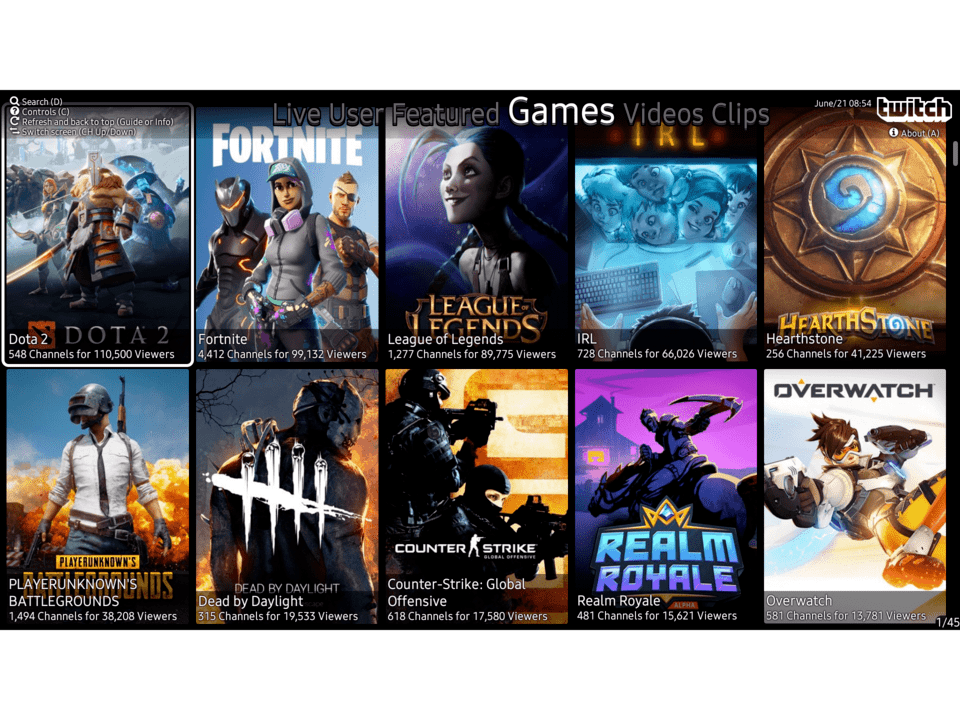 Search (D)
Controls (C)
Refresh and back to top (Guide or Info)
Switch screen (CH Up/Down)
Live User Featured Games Videos Clips
June/21 08:54
twitch
About (A)
DOTA 2
Dota 2
548 Channels for 110,500 Viewers
FORTNITE
Fortnite
4,412 Channels for 99,132 Viewers
LEAGUE OF
LEGENDS
League of Legends
1,277 Channels for 89,775 Viewers
IRL
IRL
728 Channels for 66,026 Viewers
HEARTHSTONE
Hearthstone
256 Channels for 41,225 Viewers
PLAYERUNKNOWN'S
BATTLEGROUNDS
PLAYERUNKNOWN'S
BATTLEGROUNDS
1,494 Channels for 38,208 Viewers
DEAD BY DAYLIGHT
Dead by Daylight
315 Channels for 19,533 Viewers
COUNTER STRIKE
GLOBAL OFFENSIVE
Counter-Strike: Global
Offensive
618 Channels for 17,580 Viewers
REALM
ROYALE
ALPHA
Realm Royale
481 Channels for 15,621 Viewers
OVERWATCH
Overwatch
581 Channels for 13,781 Viewers
1/45